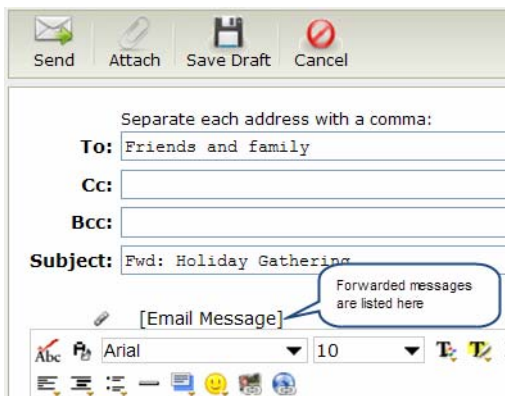 Send Attach Save Draft Cancel
Separate each address with a comma:
To: Friends and family
Cc:
Bcc:
Subject: Fwd: Holiday Gathering
Forwarded messages
are listed here
[Email Message]
Abc Arial 10 T T